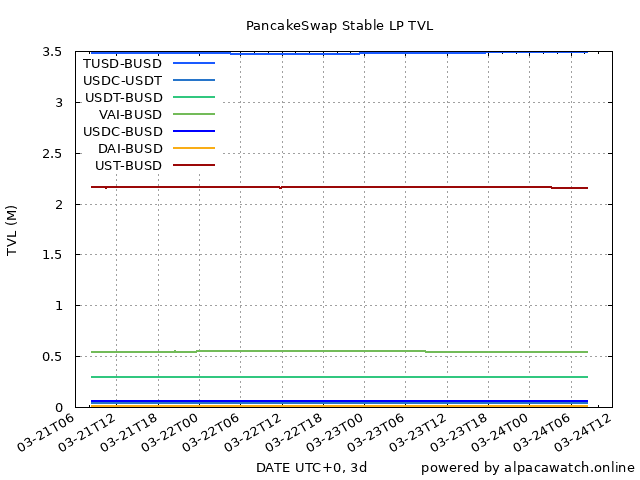 PancakeSwap Stable LP TVL
3.5
3
2.5
2
1.5
1
0.5
0
TVL (M)
TUSD-BUSD
USDC-USDT
USDT-BUSD
VAI-BUSD
USDC-BUSD
DAI-BUSD
UST-BUSD
03-21T06
03-21T12
03-21T18
03-22T00
03-22T06
03-22T12
03-22T18
03-23T00
03-23T06
03-23T12
03-23T18
03-24T00
03-24T06
03-24T12
DATE UTC+0, 3d
powered by alpacawatch.online